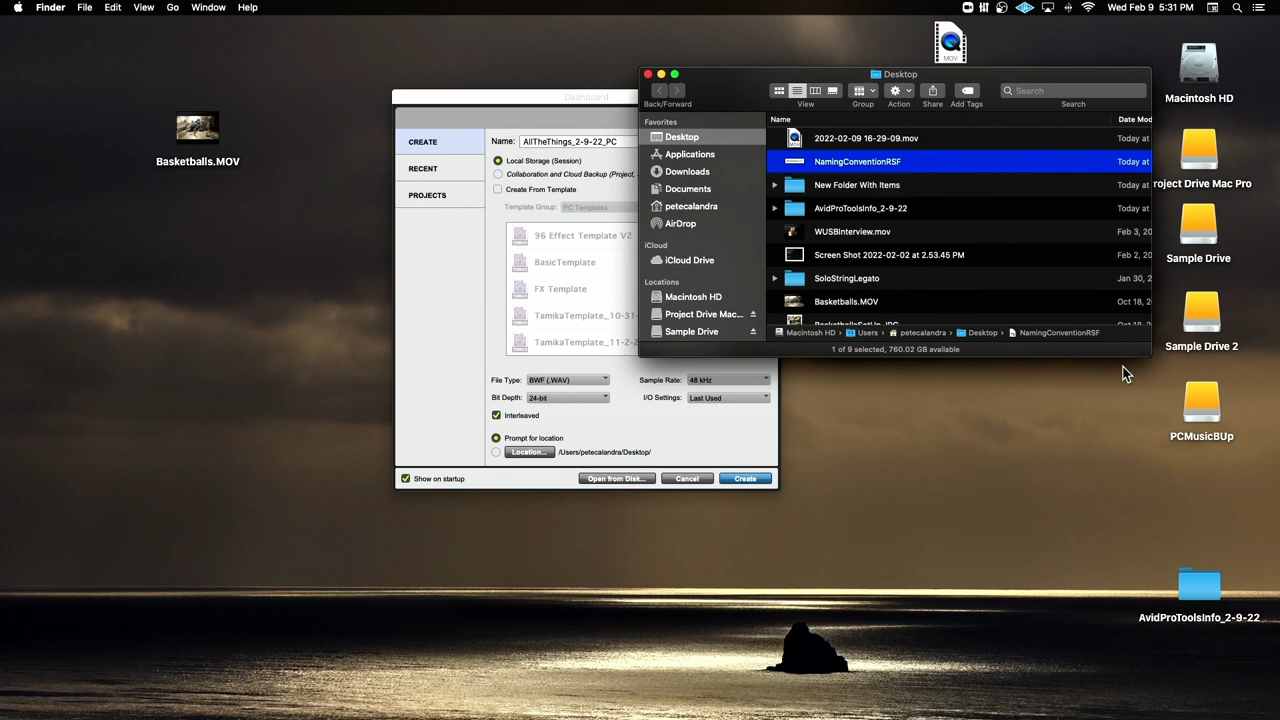 Finder File Edit View Go Window Help
Wed Feb 9 5:31 PM
MOV
Macintosh HD
Basketballs.MOV
roject Drive Mac Pro
Sample Drive
Sample Drive 2
PCMusicBUp
AvidProToolsInfo_2-9-22
Dashboard
CREATE
RECENT
PROJECTS
Name: AllTheThings_2-9-22_PC
Local Storage (Session)
Collaboration and Cloud Backup (Project,
Create From Template
Template Group: PC Templates
96 Effect Template V2
BasicTemplate
FX Template
TamikaTemplate_10-31-
TamikaTemplate_11-2-2
File Type: BWF (.WAV) Sample Rate: 48 kHz
Bit Depth: 24-bit I/O Settings: Last Used
Interleaved
Prompt for location
Location... /Users/petecalandra/Desktop/
Show on startup Open from Disk... Cancel Create
Desktop
Search
Back/Forward View Group Action Share Add Tags Search
Favorites
Desktop
Applications
Downloads
Documents
petecalandra
AirDrop
iCloud
iCloud Drive
Locations
Macintosh HD
Project Drive Mac...
Sample Drive
Name Date Mod
MOV
2022-02-09 16-29-09.mov Today at
NamingConventionRSF Today at
New Folder With Items Today at
AvidProToolsInfo_2-9-22 Today at
WUSBInterview.mov Feb 3, 20
Screen Shot 2022-02-02 at 2.53.45 PM Feb 2, 20
SoloStringLegato Jan 30, 20
Basketballs.MOV Oct 18, 2
Macintosh HD Users petecalandra Desktop NamingConventionRSF
1 of 9 selected, 760.02 GB available